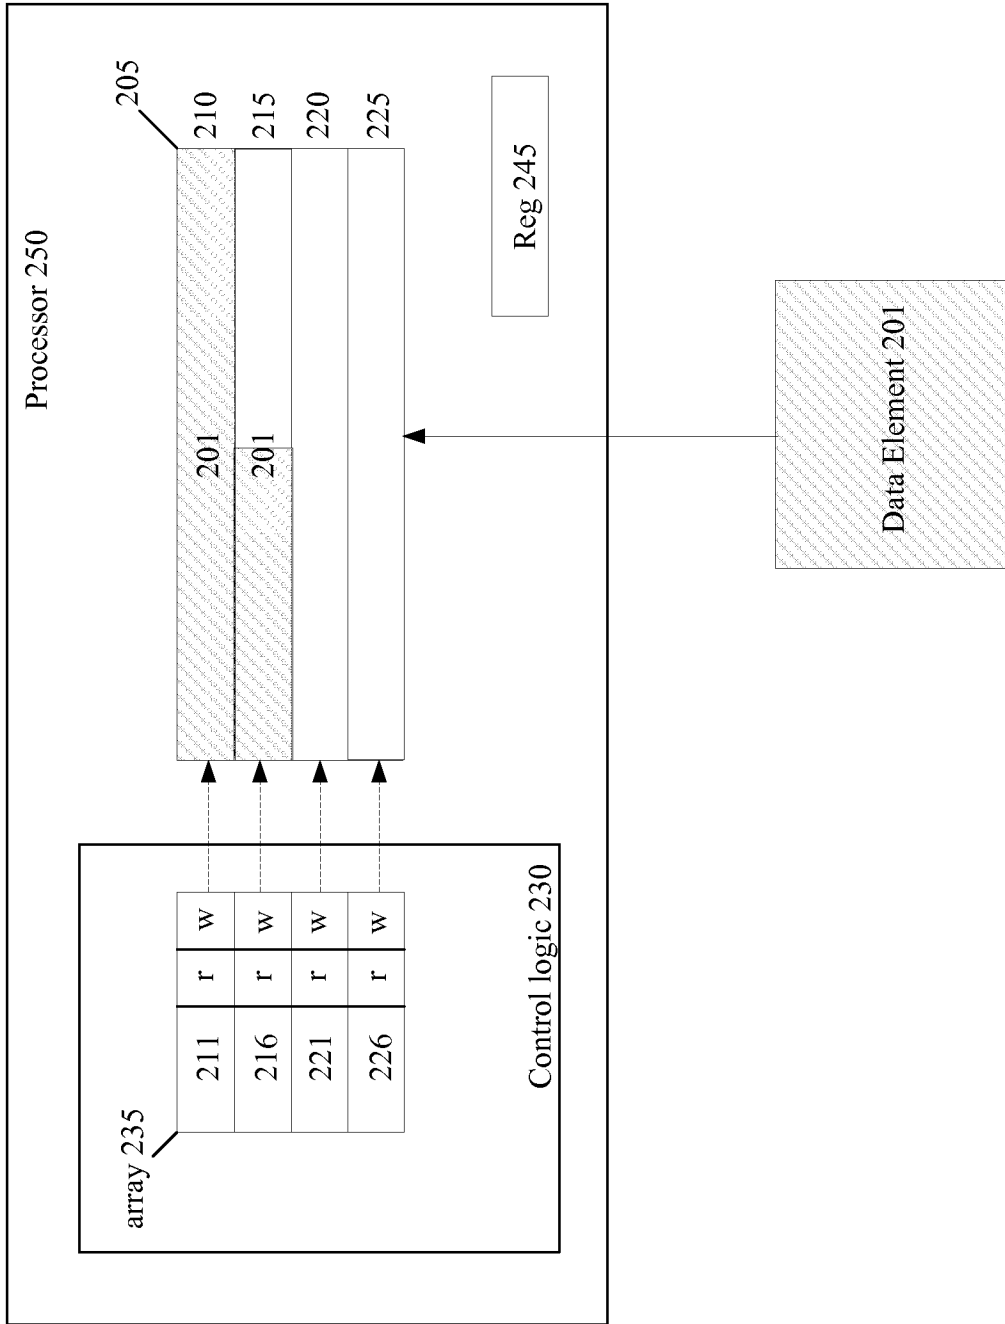 Processor 250
205
array 235
211 r w
201
210
216 r w
201
215
221 r w
220
226 r w
225
Control logic 230
Reg 245
Data Element 201